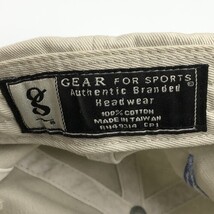 g
GEAR FOR SPORTS®
Authentic Branded
Headwear
100% COTTON
MADE IN TAIWAN